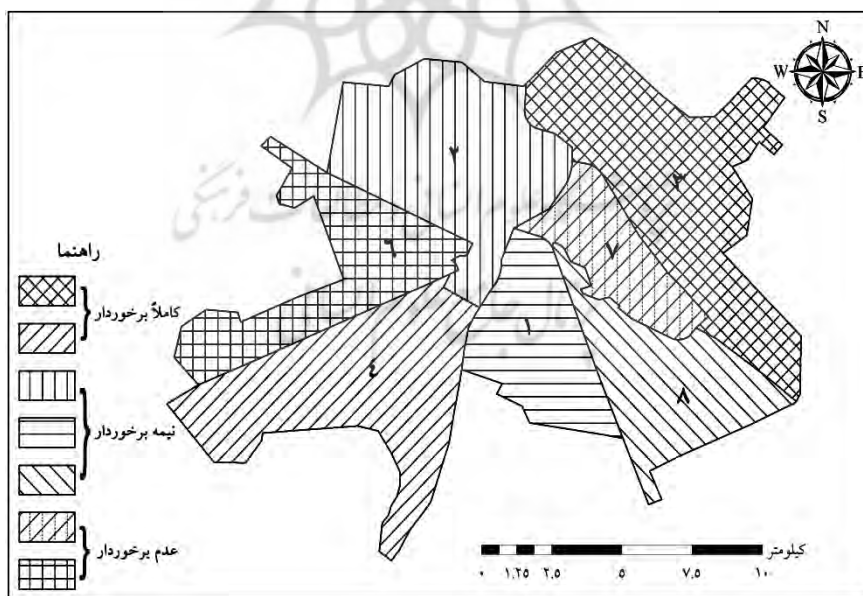 N
W E
S
۳
۲
۷
۶
۱
۴
۸
راهنما
کاملاً برخوردار
نیمه برخوردار
عدم برخوردار
کیلومتر
۰ ۱.۲۵ ۲.۵ ۵ ۷.۵ ۱۰